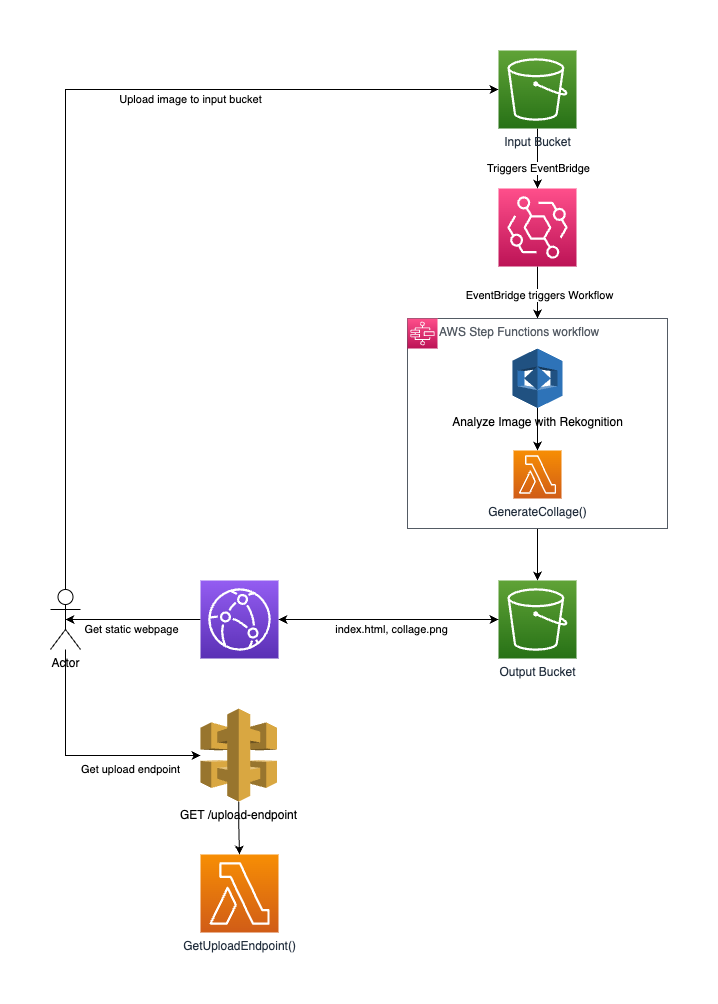 Upload image to input bucket
Input Bucket
Triggers EventBridge
EventBridge triggers Workflow
AWS Step Functions workflow
Analyze Image with Rekognition
GenerateCollage()
Get static webpage
index.html, collage.png
Actor
Output Bucket
Get upload endpoint
GET /upload-endpoint
GetUploadEndpoint()